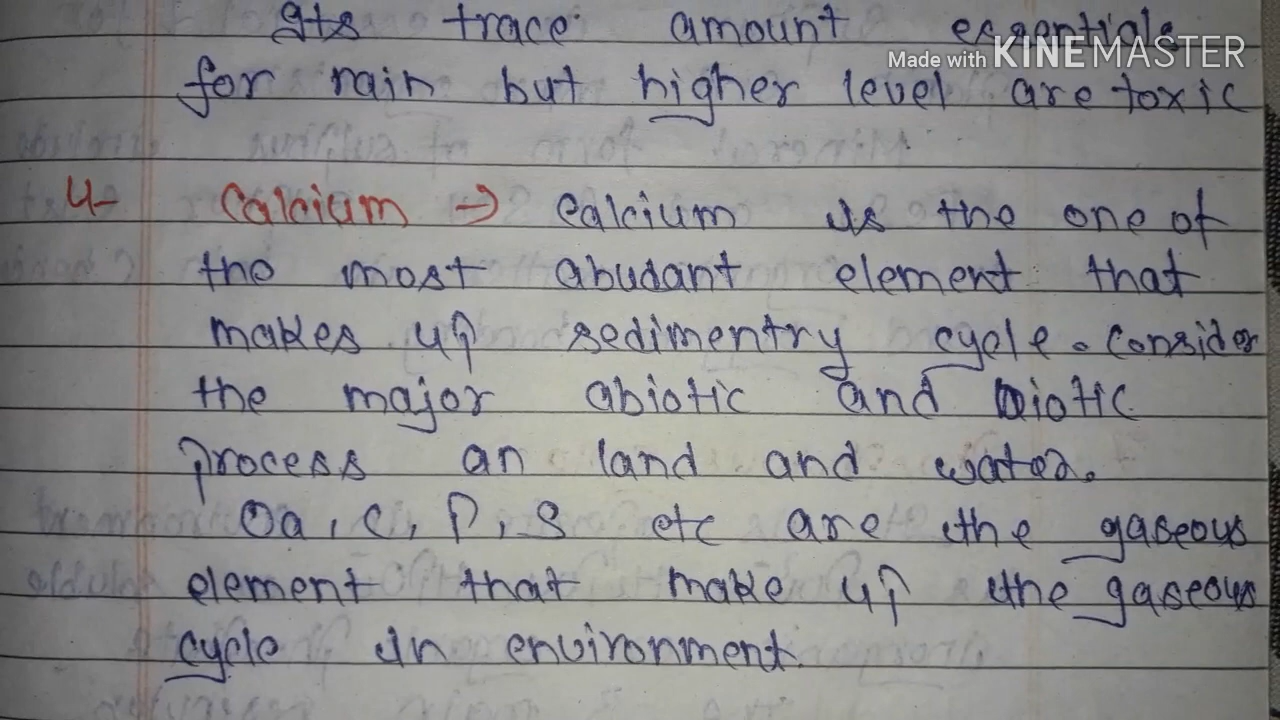 Its trace amount essentials
Made with KINEMASTER
for rain but higher level are toxic
4- Calcium → Calcium is the one of
the most abudant element that
makes up sedimentry cycle. Consider
the major abiotic and biotic
process an land and water.
Oa, C, P, S etc are the gaseous
element that make up the gaseous
cycle in environment.